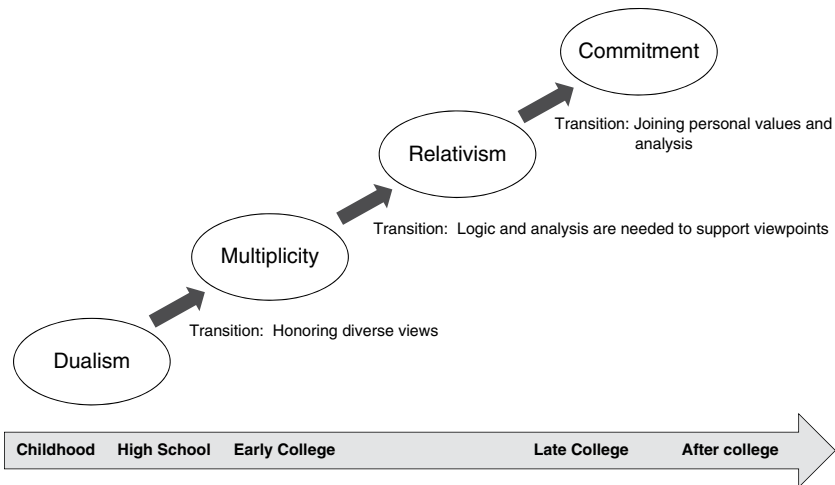 Commitment
Transition: Joining personal values and
analysis
Relativism
Transition: Logic and analysis are needed to support viewpoints
Multiplicity
Transition: Honoring diverse views
Dualism
Childhood High School Early College Late College After college